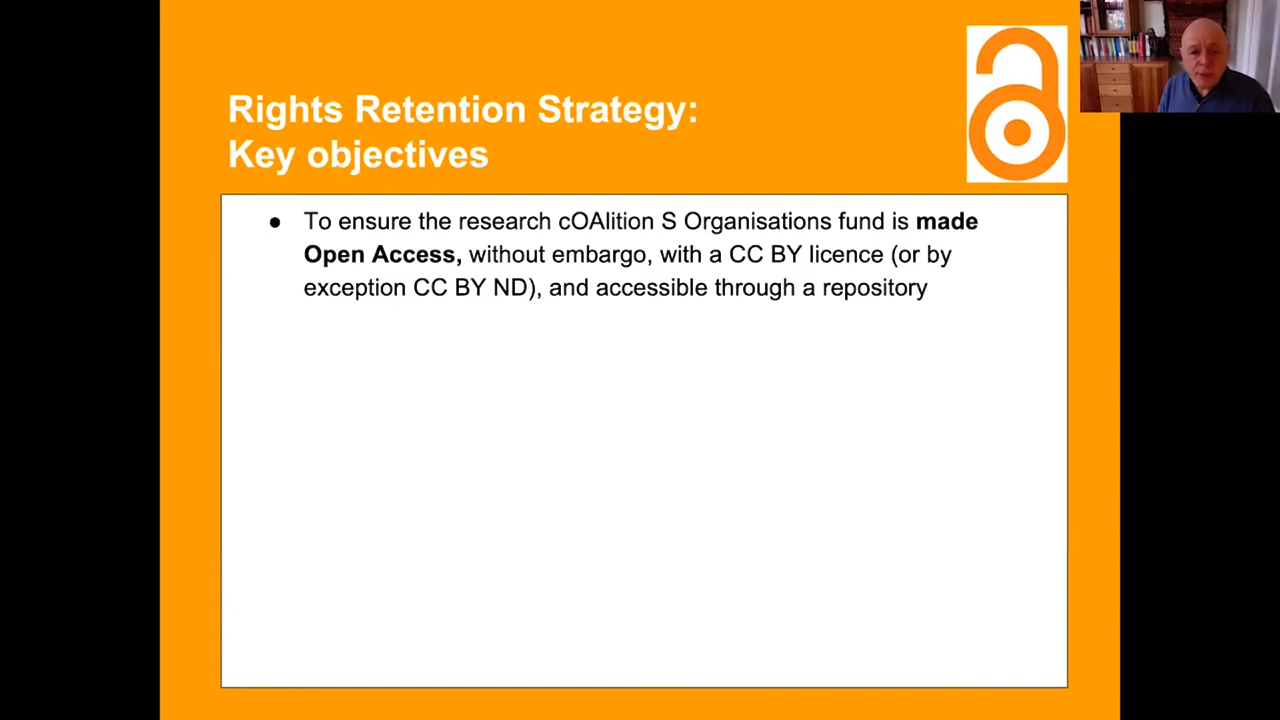 Rights Retention Strategy:
Key objectives
● To ensure the research cOAlition S Organisations fund is made
Open Access, without embargo, with a CC BY licence (or by
exception CC BY ND), and accessible through a repository